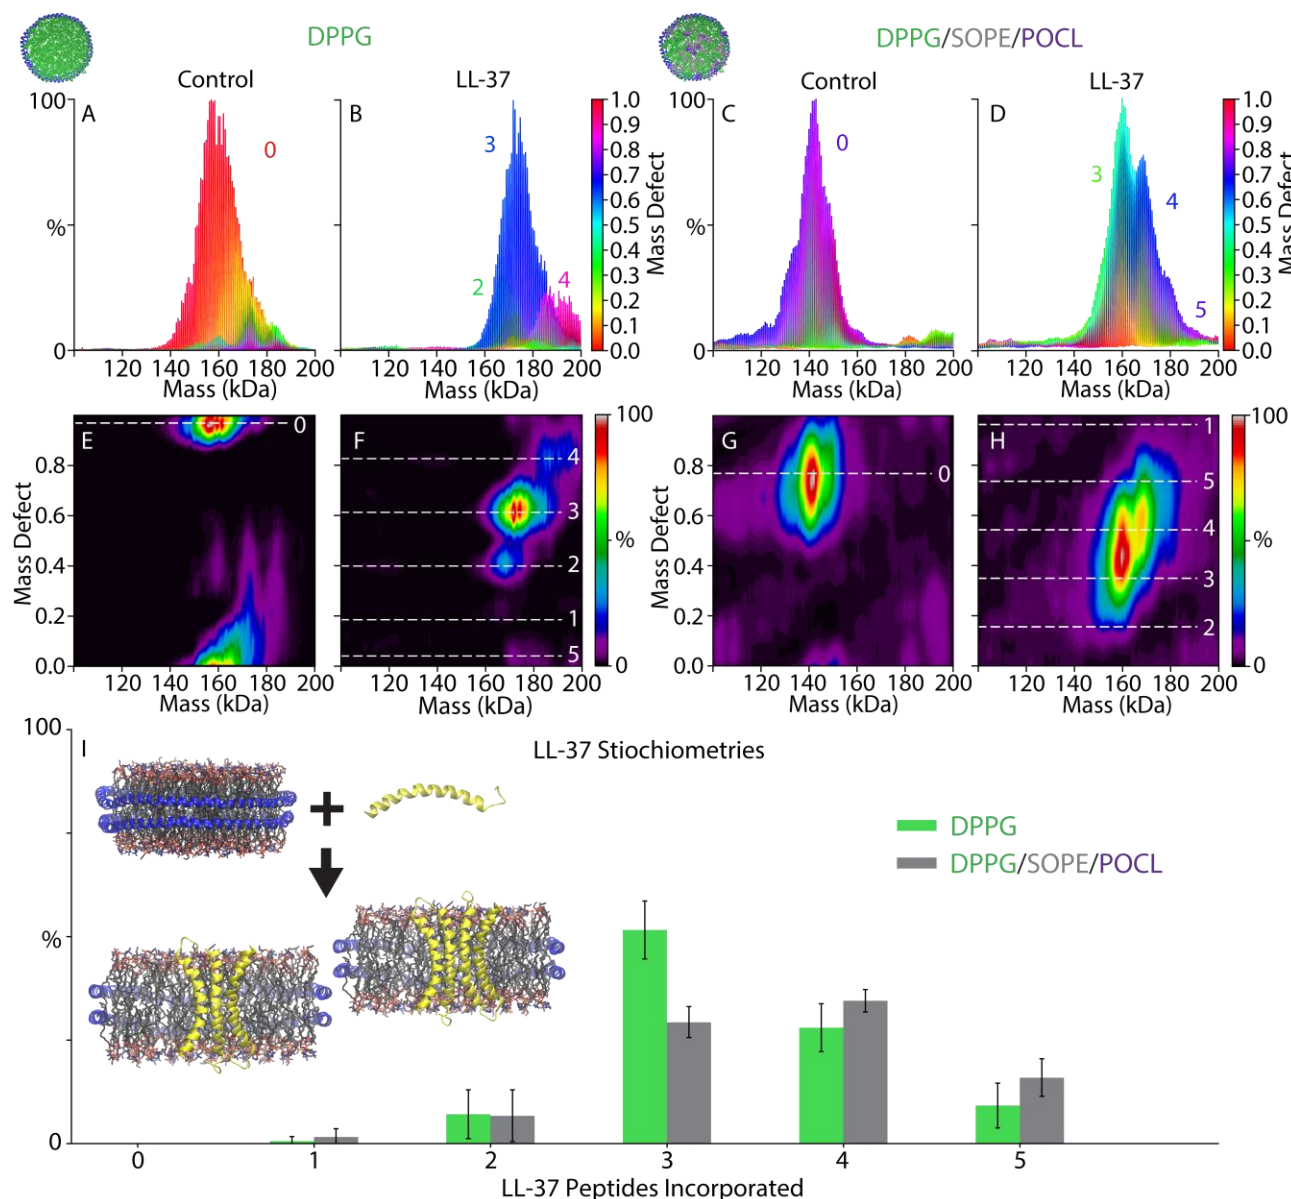 DPPG
DPPG/SOPE/POCL
Control
LL-37
Control
LL-37
100
%
0
A
0
B
3
2
4
1.0
0.9
0.8
0.7
0.6
0.5
0.4
0.3
0.2
0.1
0.0
Mass Defect
100
%
0
C
0
D
3
4
5
1.0
0.9
0.8
0.7
0.6
0.5
0.4
0.3
0.2
0.1
0.0
Mass Defect
120 140 160 180 200
Mass (kDa)
120 140 160 180 200
Mass (kDa)
120 140 160 180 200
Mass (kDa)
120 140 160 180 200
Mass (kDa)
Mass Defect
0.8
0.6
0.4
0.2
0.0
E
0
F
4
3
2
1
5
100
%
0
Mass Defect
0.8
0.6
0.4
0.2
0.0
G
0
H
1
5
4
3
2
100
%
0
120 140 160 180 200
Mass (kDa)
120 140 160 180 200
Mass (kDa)
120 140 160 180 200
Mass (kDa)
120 140 160 180 200
Mass (kDa)
100
%
0
I
LL-37 Stiochiometries
+
DPPG
DPPG/SOPE/POCL
0 1 2 3 4 5
LL-37 Peptides Incorporated